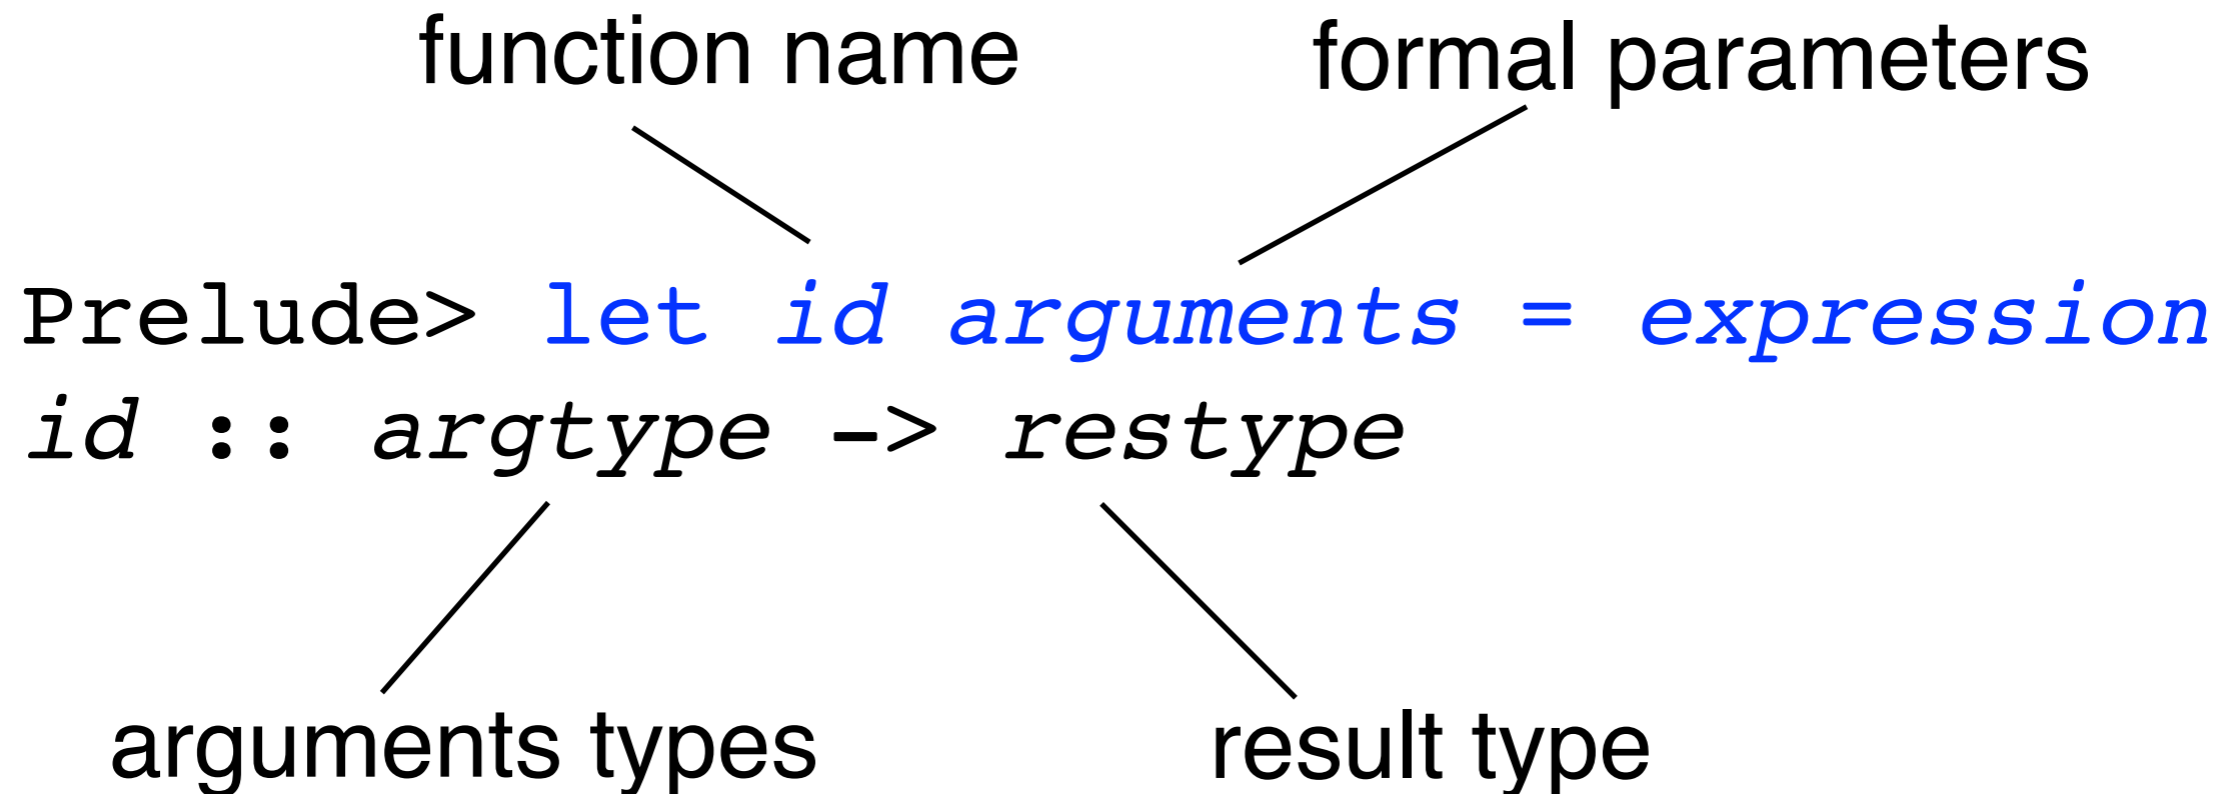 function name
formal parameters
Prelude> let id arguments = expression
id :: argtype -> restype
arguments types
result type